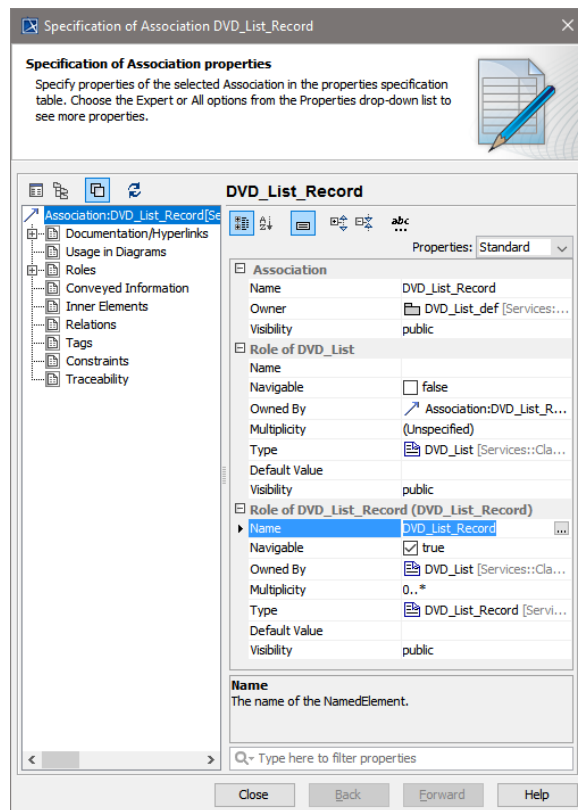 Specification of Association DVD_List_Record
Specification of Association properties
Specify properties of the selected Association in the properties specification
table. Choose the Expert or All options from the Properties drop-down list to
see more properties.
DVD_List_Record
Association:DVD_List_Record[Se
Documentation/Hyperlinks
Usage in Diagrams
Roles
Conveyed Information
Inner Elements
Relations
Tags
Constraints
Traceability
abc
Properties: Standard
Association
Name DVD_List_Record
Owner DVD_List_def [Services:...
Visibility public
Role of DVD_List
Name
Navigable false
Owned By Association:DVD_List_R...
Multiplicity (Unspecified)
Type DVD_List [Services::Cla...
Default Value
Visibility public
Role of DVD_List_Record (DVD_List_Record)
Name DVD_List_Record ...
Navigable true
Owned By DVD_List [Services::Cla...
Multiplicity 0..*
Type DVD_List_Record [Servi...
Default Value
Visibility public
Name
The name of the NamedElement.
Type here to filter properties
Close Back Forward Help